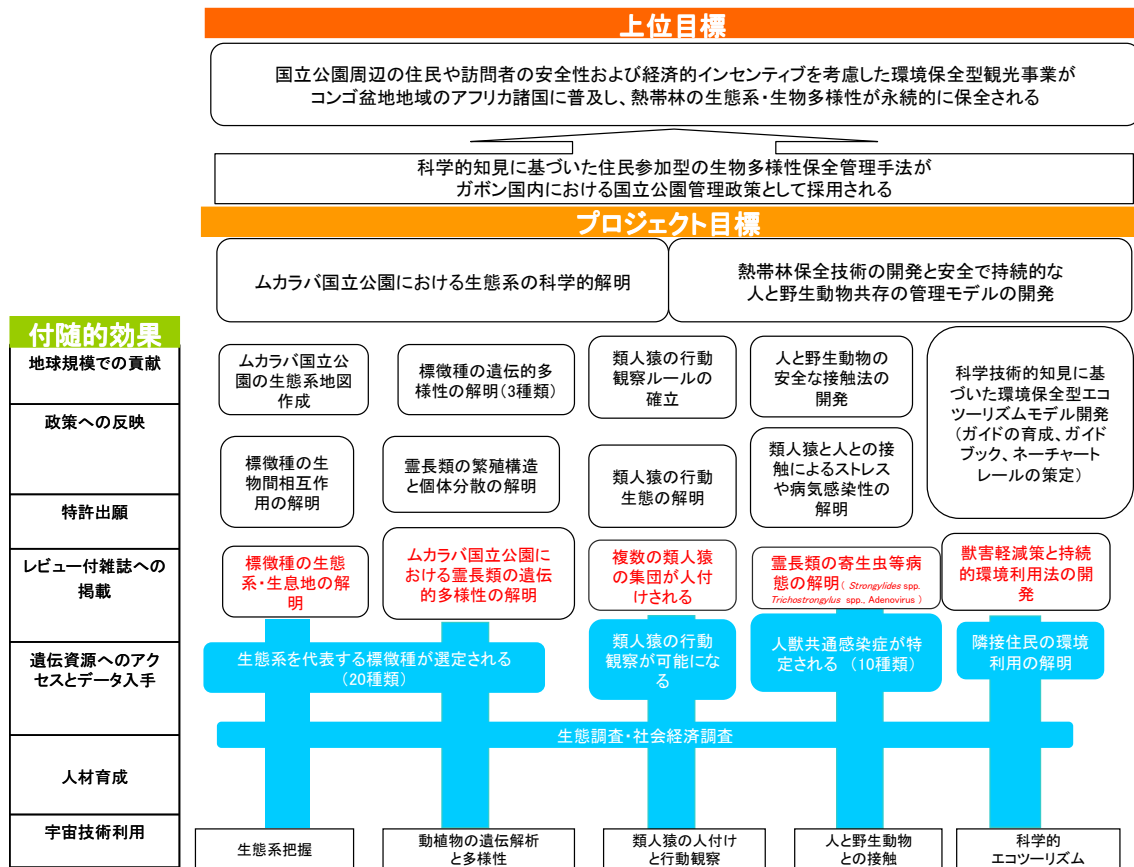 上位目標
国立公園周辺の住民や訪問者の安全性および経済的インセンティブを考慮した環境保全型観光事業が
コンゴ盆地地域のアフリカ諸国に普及し、熱帯林の生態系・生物多様性が永続的に保全される
科学的知見に基づいた住民参加型の生物多様性保全管理手法が
ガボン国内における国立公園管理政策として採用される
プロジェクト目標
ムカラバ国立公園における生態系の科学的解明
熱帯林保全技術の開発と安全で持続的な
人と野生動物共存の管理モデルの開発
付随的効果
地球規模での貢献
政策への反映
特許出願
レビュー付雑誌への
掲載
遺伝資源へのアク
セスとデータ入手
人材育成
宇宙技術利用
ムカラバ国立公
園の生態系地図
作成
標徴種の遺伝的多
様性の解明(3種類)
類人猿の行動
観察ルールの
確立
人と野生動物の
安全な接触法の
開発
科学技術的知見に基
づいた環境保全型エコ
ツーリズムモデル開発
(ガイドの育成、ガイド
ブック、ネーチャート
レールの策定)
標徴種の生
物間相互作
用の解明
霊長類の繁殖構造
と個体分散の解明
類人猿の行動
生態の解明
類人猿と人との接
触によるストレス
や病気感染性の
解明
標徴種の生態
系・生息地の解
明
ムカラバ国立公園に
おける霊長類の遺伝
的多様性の解明
複数の類人猿
の集団が人付
けされる
霊長類の寄生虫等病
態の解明( Strongylides spp.
Trichostrongylus spp., Adenovirus )
獣害軽減策と持続
的環境利用法の開
発
生態系を代表する標徴種が選定される
(20種類)
類人猿の行動
観察が可能にな
る
人獣共通感染症が特
定される (10種類)
隣接住民の環境
利用の解明
生態調査・社会経済調査
生態系把握
動植物の遺伝解析
と多様性
類人猿の人付け
と行動観察
人と野生動物
との接触
科学的
エコツーリズム